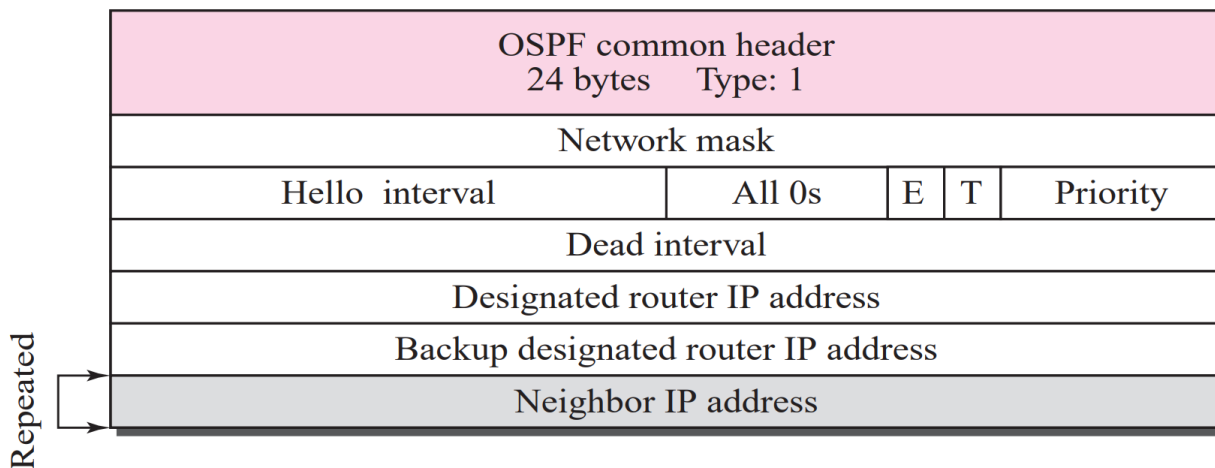 OSPF common header
24 bytes Type: 1
Network mask
Hello interval All 0s E T Priority
Dead interval
Designated router IP address
Backup designated router IP address
Repeated
Neighbor IP address